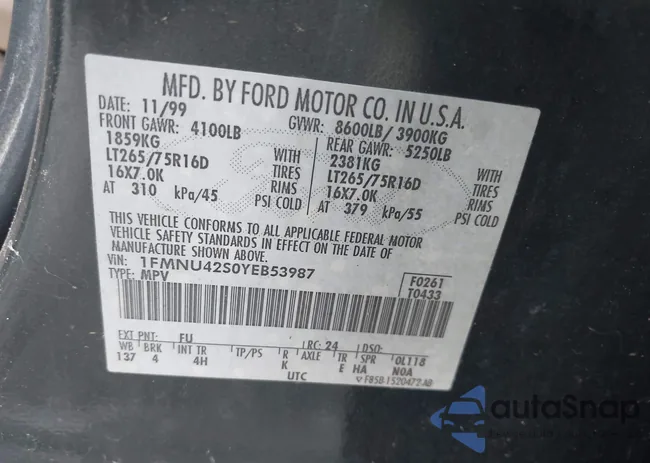 MFD. BY FORD MOTOR CO. IN U.S.A.
DATE: 11/99 GVWR: 8600LB/ 3900KG
FRONT GAWR: 4100LB REAR GAWR: 5250LB
1859KG WITH 2381KG WITH
LT265/75R16D TIRES LT265/75R16D TIRES
16X7.0K RIMS 16X7.0K RIMS
AT 310 kPa/45 PSI COLD AT 379 kPa/55 PSI COLD
THIS VEHICLE CONFORMS TO ALL APPLICABLE FEDERAL MOTOR
VEHICLE SAFETY STANDARDS IN EFFECT ON THE DATE OF
MANUFACTURE SHOWN ABOVE.
VIN: 1FMNU42S0YEB53987
TYPE: MPV
F0261
T0433
EXT PNT: FU RC: 24 DSO:
WB BRK INT TR TP/PS R AXLE TR SPR 0L118
137 4 4H K E HA N0A
UTC F85B-1520472-AB
autoSnap